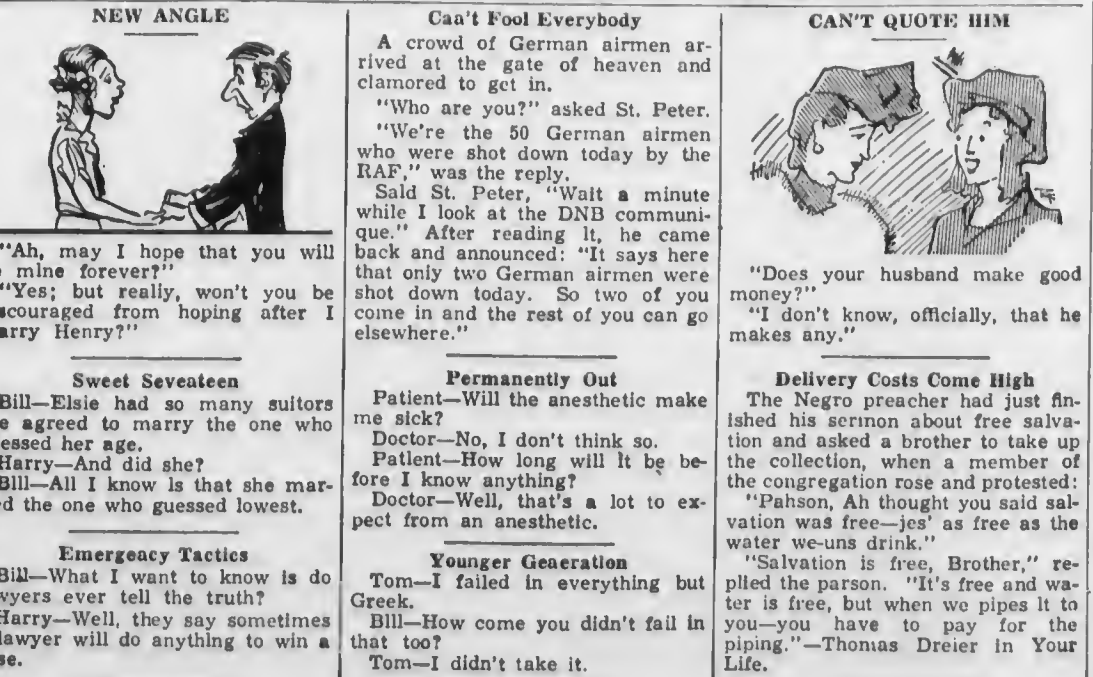 NEW ANGLE
"Ah, may I hope that you will
mine forever?"
"Yes; but really, won't you be
scouraged from hoping after I
arry Henry?"
Sweet Seventeen
Bill—Elsie had so many suitors
e agreed to marry the one who
essed her age.
Harry—And did she?
Bill—All I know is that she mar-
d the one who guessed lowest.
Emergency Tactics
Bill—What I want to know is do
wyers ever tell the truth?
Harry—Well, they say sometimes
lawyer will do anything to win a
se.
Can't Fool Everybody
A crowd of German airmen ar-
rived at the gate of heaven and
clamored to get in.
"Who are you?" asked St. Peter.
"We're the 50 German airmen
who were shot down today by the
RAF," was the reply.
Said St. Peter, "Wait a minute
while I look at the DNB communi-
que." After reading it, he came
back and announced: "It says here
that only two German airmen were
shot down today. So two of you
come in and the rest of you can go
elsewhere."
Permanently Out
Patient—Will the anesthetic make
me sick?
Doctor—No, I don't think so.
Patient—How long will it be be-
fore I know anything?
Doctor—Well, that's a lot to ex-
pect from an anesthetic.
Younger Generation
Tom—I failed in everything but
Greek.
Bill—How come you didn't fail in
that too?
Tom—I didn't take it.
CAN'T QUOTE HIM
"Does your husband make good
money?"
"I don't know, officially, that he
makes any."
Delivery Costs Come High
The Negro preacher had just fin-
ished his sermon about free salva-
tion and asked a brother to take up
the collection, when a member of
the congregation rose and protested:
"Pahson, Ah thought you said sal-
vation was free—jes' as free as the
water we-uns drink."
"Salvation is free, Brother," re-
plied the parson. "It's free and wa-
ter is free, but when we pipes it to
you—you have to pay for the
piping."—Thomas Dreier in Your
Life.